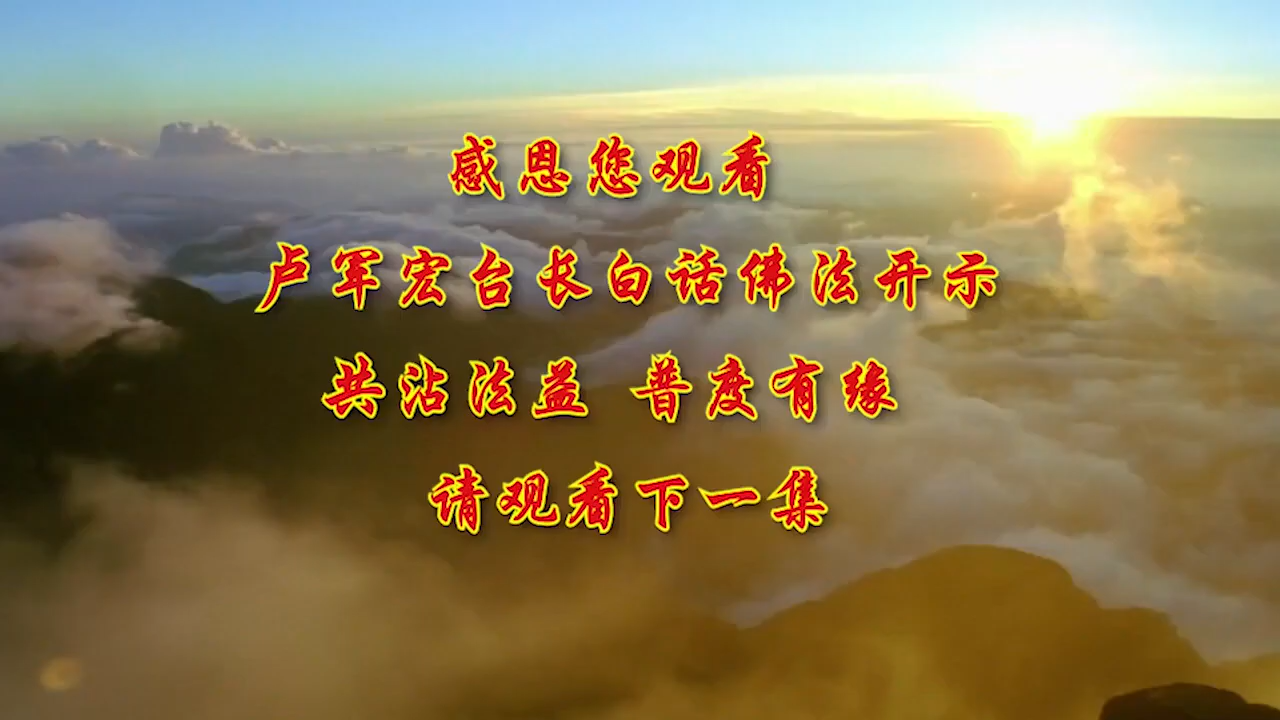 感恩您观看
卢军宏台长白话佛法开示
共沾法益 普度有缘
请观看下一集